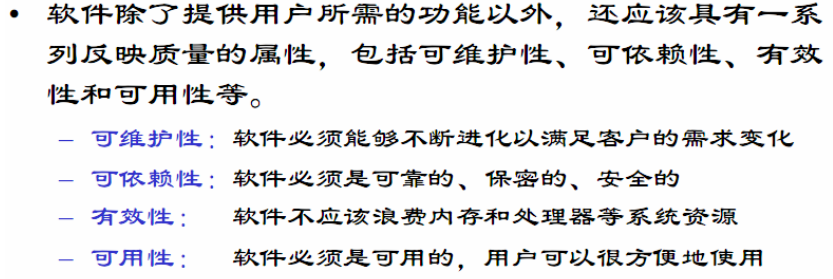 • 软件除了提供用户所需的功能以外，还应该具有一系
列反映质量的属性，包括可维护性、可依赖性、有效
性和可用性等。
– 可维护性：软件必须能够不断进化以满足客户的需求变化
– 可依赖性：软件必须是可靠的、保密的、安全的
– 有效性： 软件不应该浪费内存和处理器等系统资源
– 可用性： 软件必须是可用的，用户可以很方便地使用